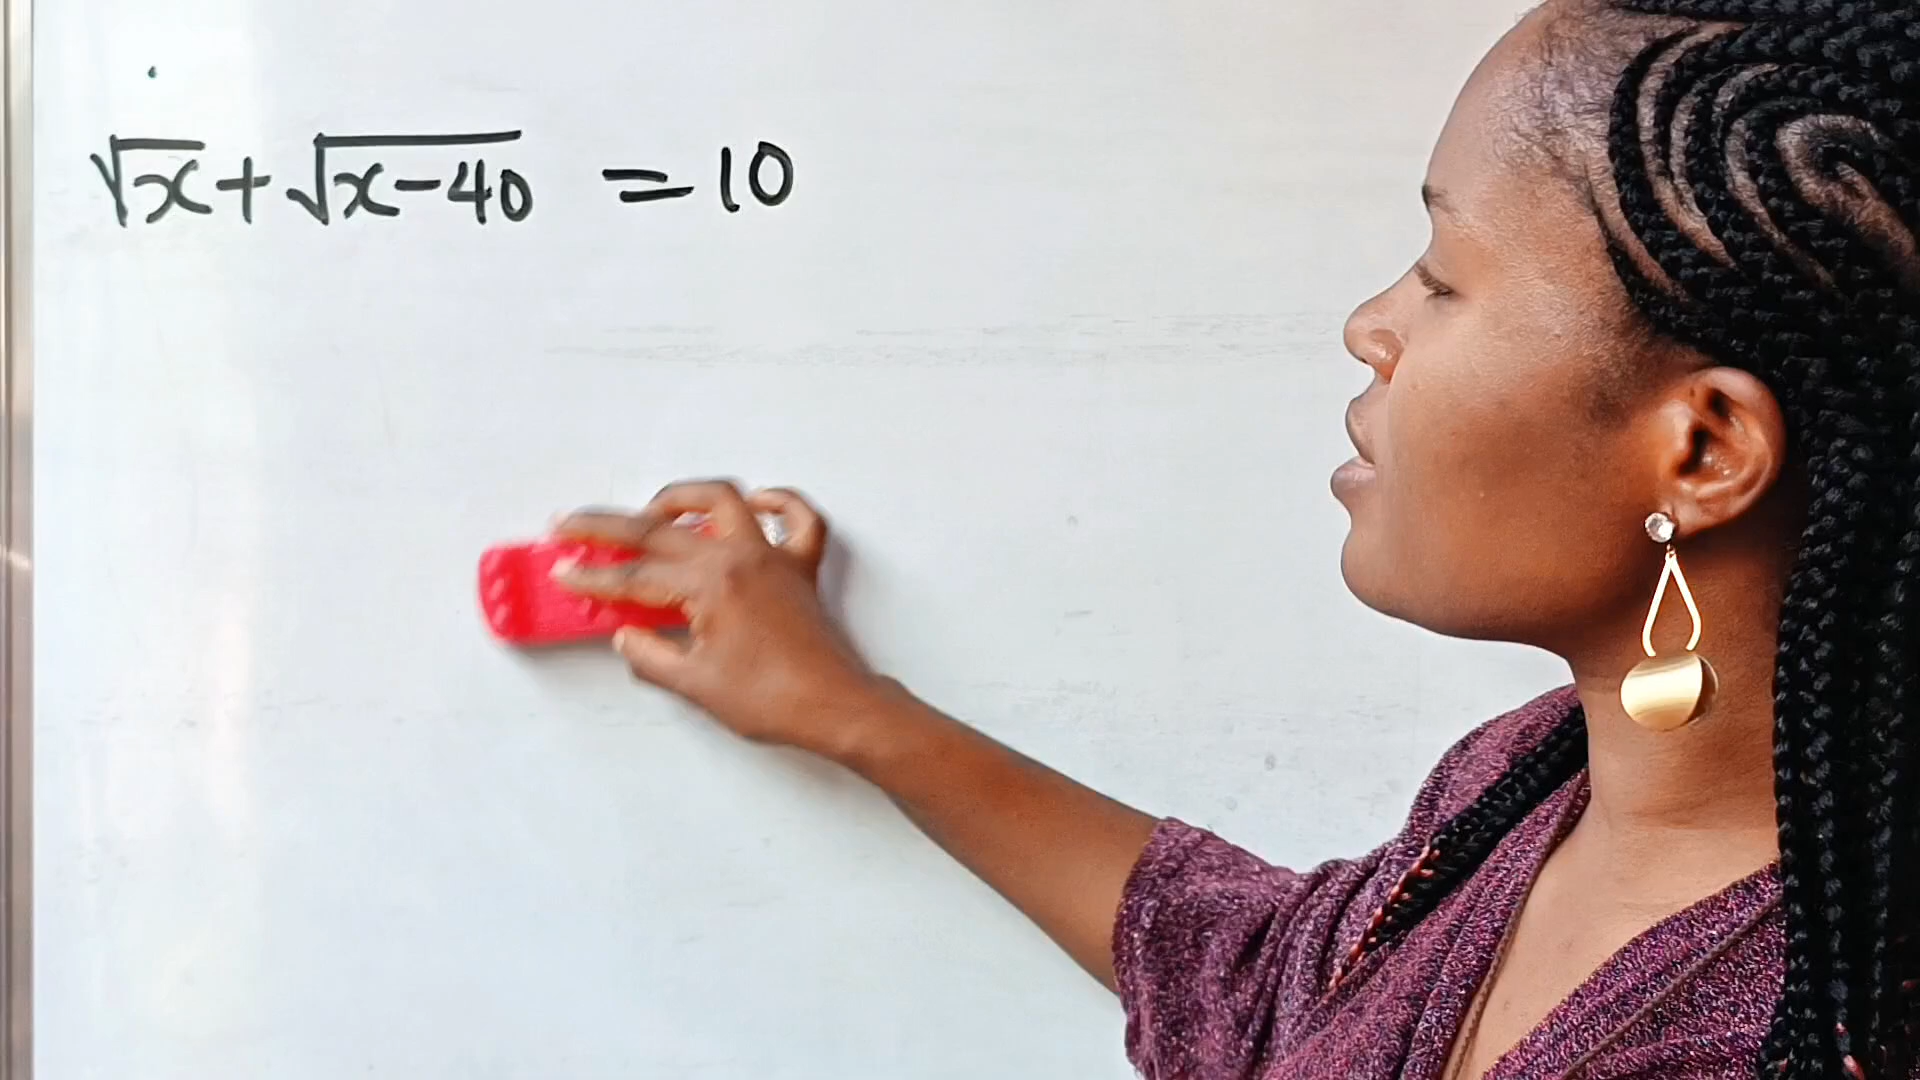 √x + √x-40 = 10